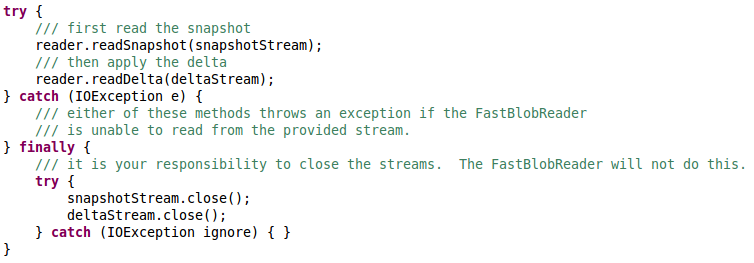 try {
    /// first read the snapshot
    reader.readSnapshot(snapshotStream);
    /// then apply the delta
    reader.readDelta(deltaStream);
} catch (IOException e) {
    /// either of these methods throws an exception if the FastBlobReader
    /// is unable to read from the provided stream.
} finally {
    /// it is your responsibility to close the streams.  The FastBlobReader will not do this.
    try {
        snapshotStream.close();
        deltaStream.close();
    } catch (IOException ignore) { }
}